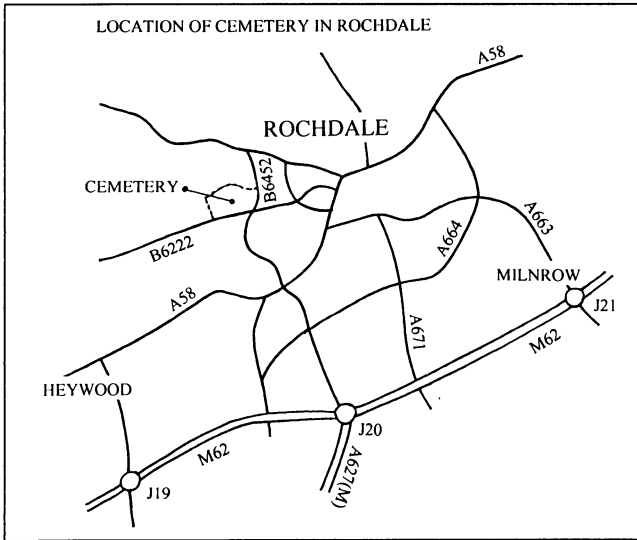 LOCATION OF CEMETERY IN ROCHDALE
A58
ROCHDALE
B6452
CEMETERY
A663
A664
B6222
MILNROW
A58
J21
A671
M62
HEYWOOD
J20
M62
A627(M)
J19